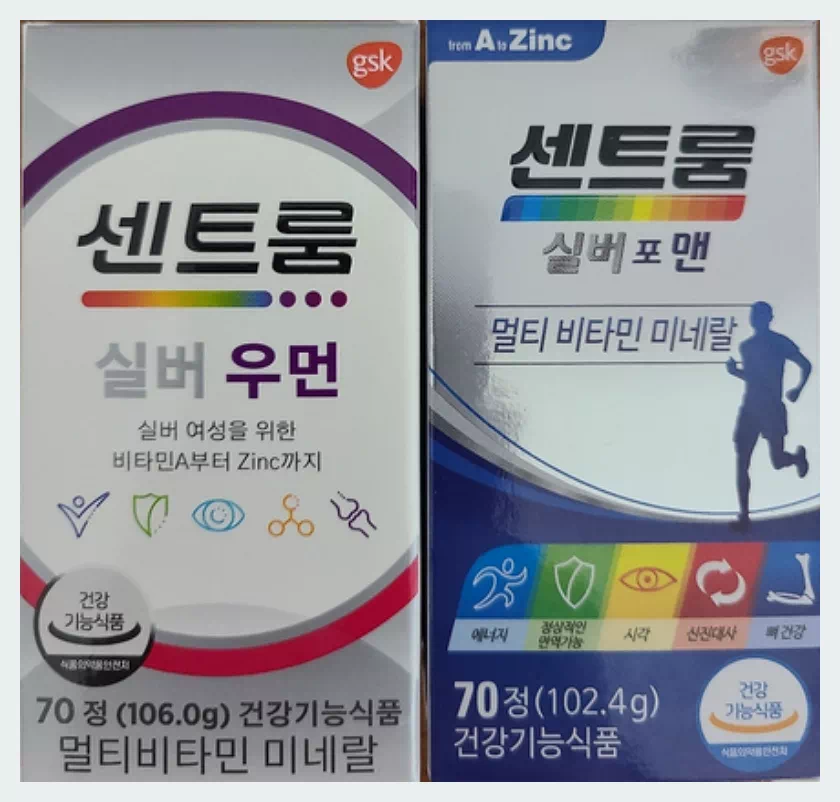 gsk
센트룸
실버 우먼
실버 여성을 위한
비타민A부터 Zinc까지
건강
기능식품
식품의약품안전처
70 정 (106.0g) 건강기능식품
멀티비타민 미네랄
from A to Zinc
gsk
센트룸
실버 포 맨
멀티 비타민 미네랄
에너지 정상적인 면역기능 시각 신진대사 뼈 건강
70정(102.4g)
건강기능식품
건강
기능식품
식품의약품안전처